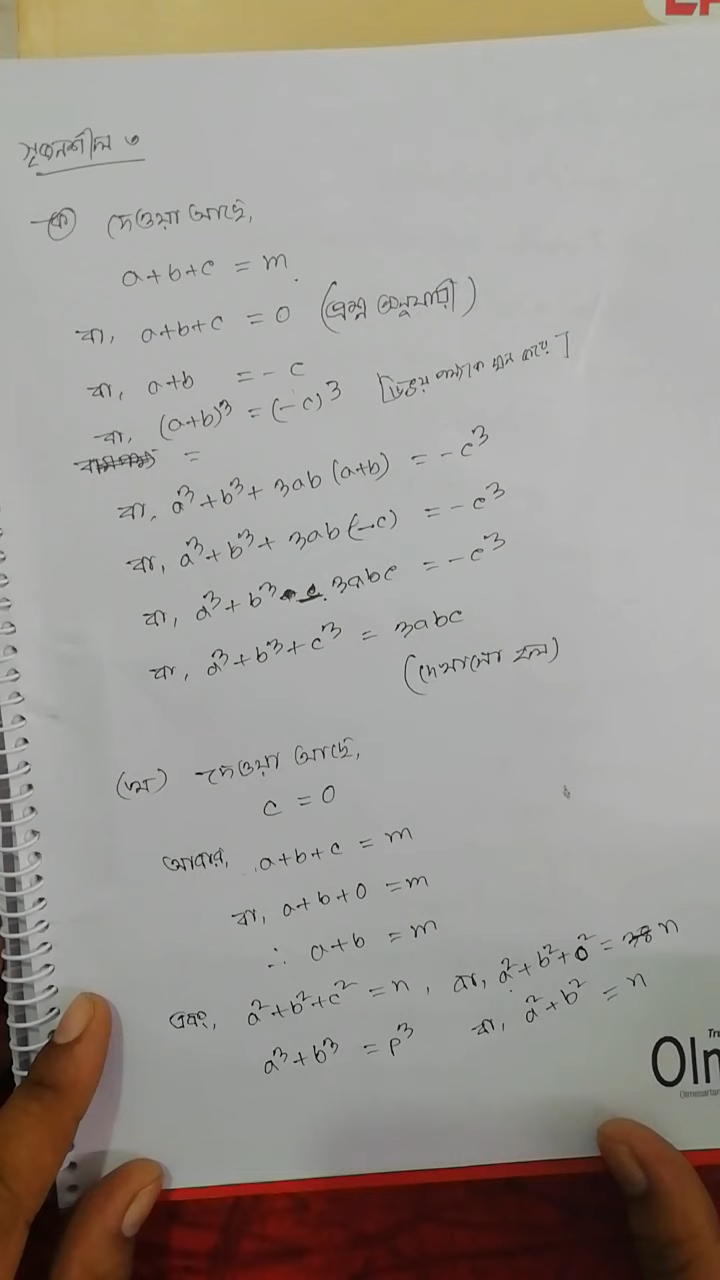 সৃজনশীল ৩
(ক) দেওয়া আছে,
a+b+c = m
বা, a+b+c = 0 (প্রশ্ন অনুযায়ী)
বা, a+b = -c
বা, (a+b)³ = (-c)³ [উভয় পক্ষকে ঘন করে]
=
বা, a³+b³+3ab(a+b) = -c³
বা, a³+b³+3ab(-c) = -c³
বা, a³+b³-3abc = -c³
বা, a³+b³+c³ = 3abc
(দেখানো হল)
(খ) দেওয়া আছে,
c = 0
আবার, a+b+c = m
বা, a+b+0 = m
∴ a+b = m
এবং, a²+b²+c² = n, বা, a²+b²+0² = n
a³+b³ = p³ বা, a²+b² = n